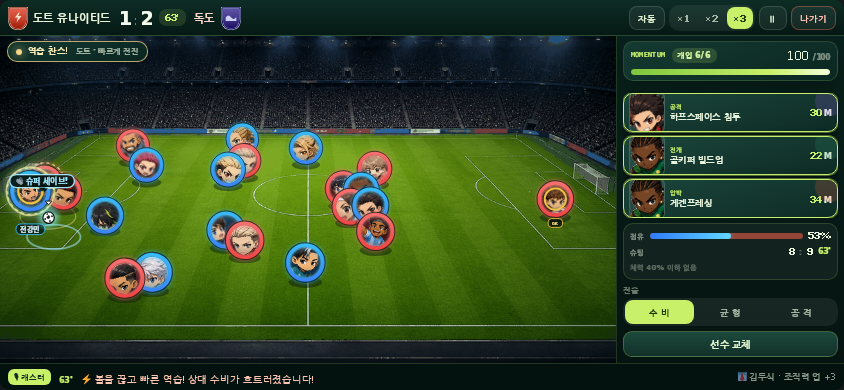 도트 유나이티드 1 : 2 63' 독도
자동 ×1 ×2 ×3 II 나가기
역습 찬스! 도트 · 빠르게 전진
MOMENTUM 개입 6/6 100 /100
공격
하프스페이스 침투 30 M
전개
골키퍼 빌드업 22 M
압박
게겐프레싱 34 M
슈퍼 세이브!
전강민
GK
점유 53%
슈팅 8 : 9 63'
체력 40% 이하 없음
전술
수비 균형 공격
선수 교체
캐스터 63' 볼을 끊고 빠른 역습! 상대 수비가 흐트러졌습니다!
김두식 · 조직력 업 +3